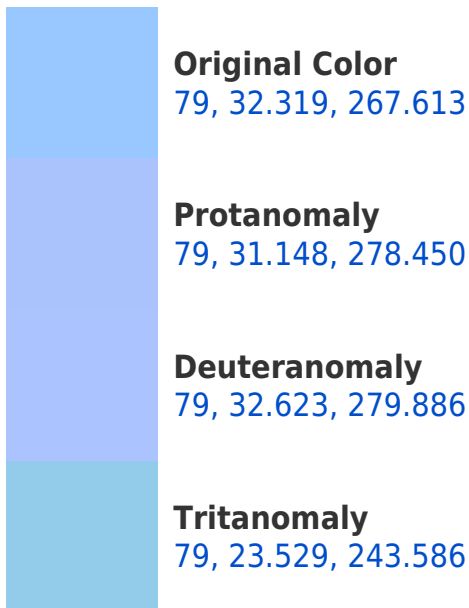 Original Color
79, 32.319, 267.613
Protanomaly
79, 31.148, 278.450
Deuteranomaly
79, 32.623, 279.886
Tritanomaly
79, 23.529, 243.586